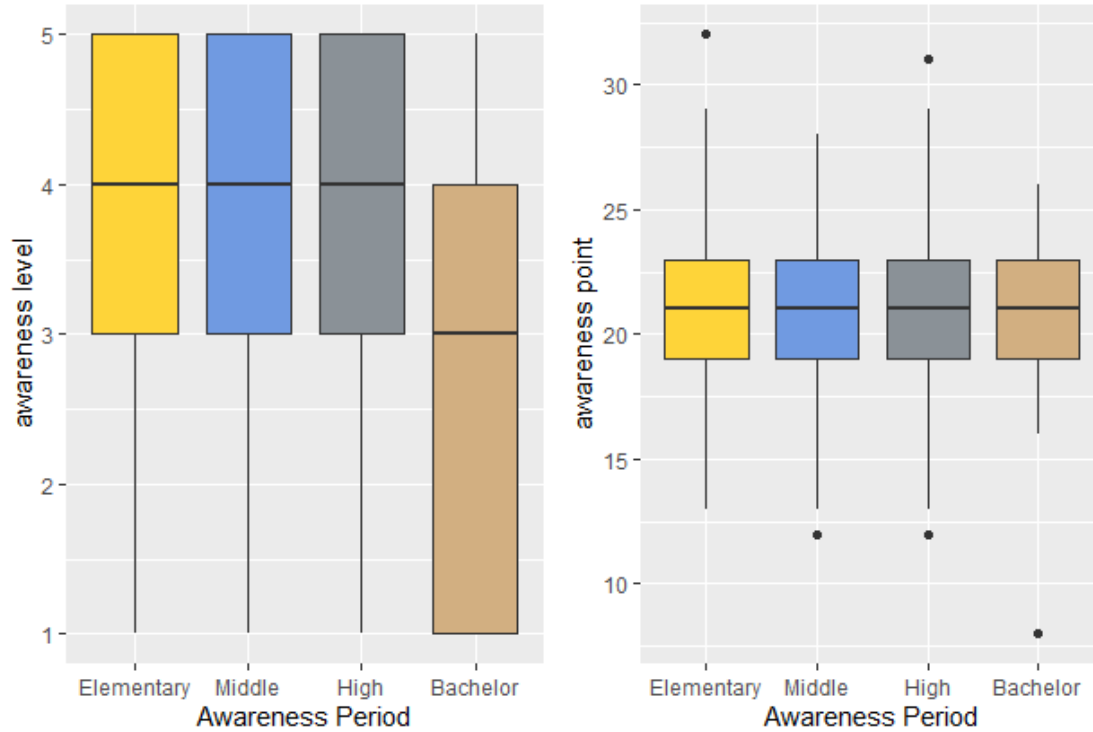 awareness level
5
4
3
2
1
Elementary Middle High Bachelor
Awareness Period
awareness point
30
25
20
15
10
Elementary Middle High Bachelor
Awareness Period